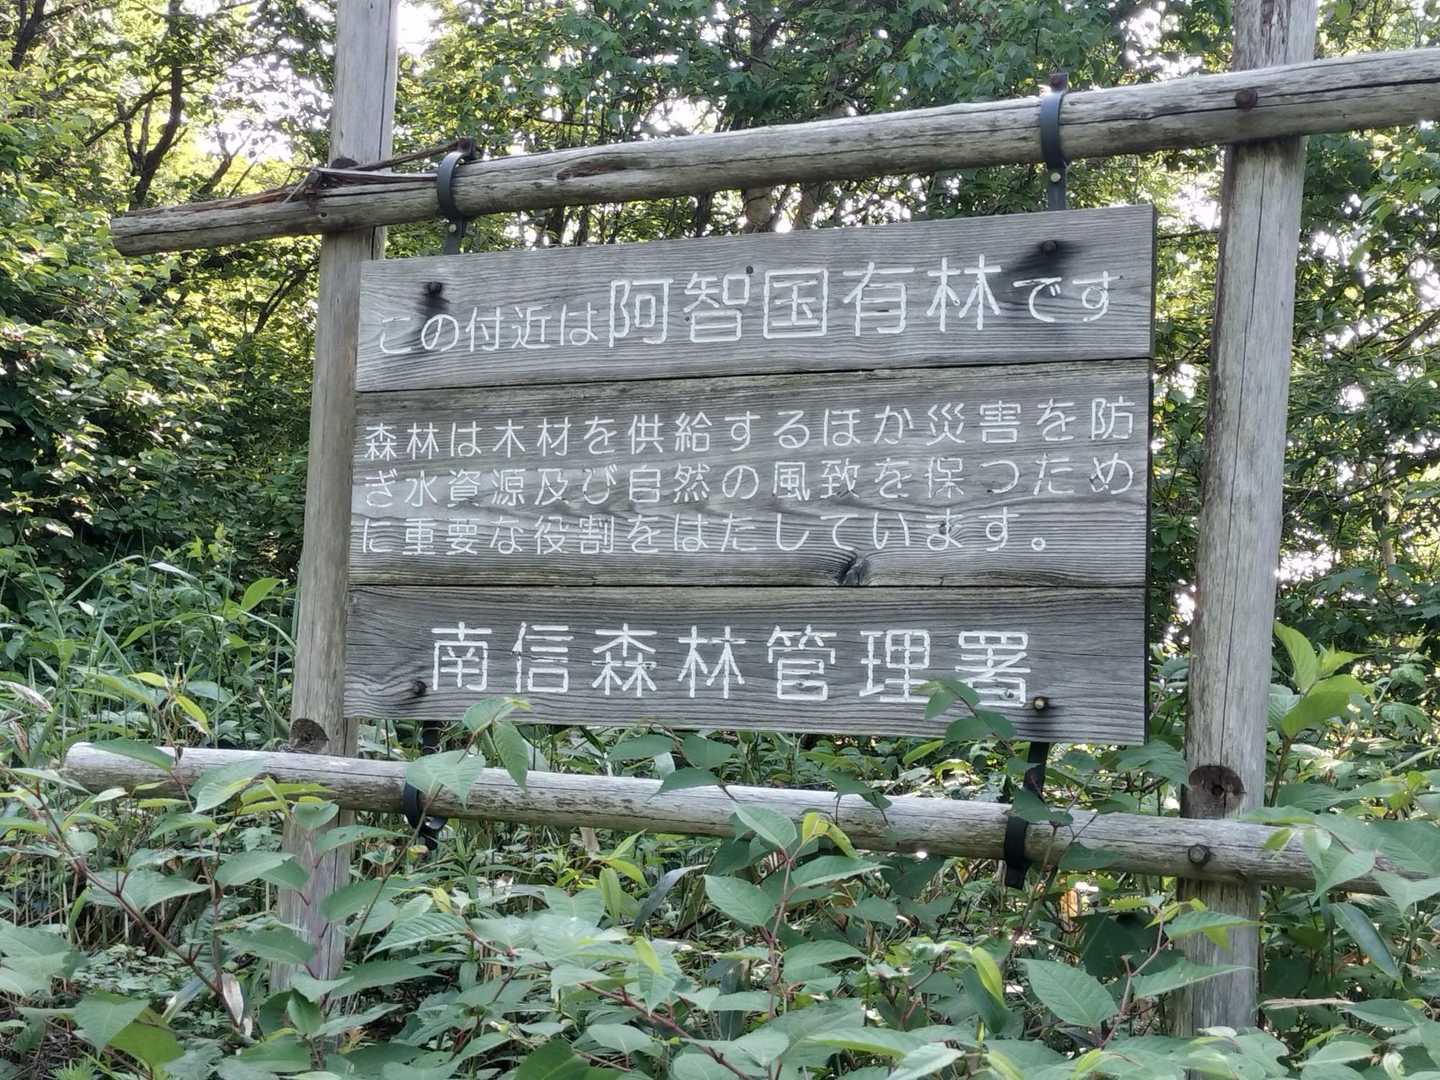 この付近は阿智国有林です
森林は木材を供給するほか災害を防
ぎ水資源及び自然の風致を保つため
に重要な役割をはたしています。
南信森林管理署